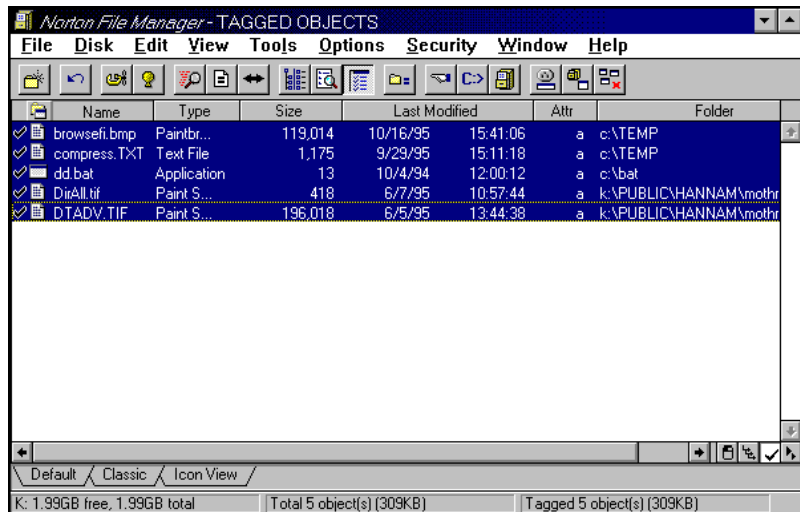 Norton File Manager - TAGGED OBJECTS
File Disk Edit View Tools Options Security Window Help
C:>
Name Type Size Last Modified Attr Folder
browsefi.bmp Paintbr... 119,014 10/16/95 15:41:06 a c:\TEMP
compress.TXT Text File 1,175 9/29/95 15:11:18 a c:\TEMP
dd.bat Application 13 10/4/94 12:00:12 a c:\bat
DirAll.tif Paint S... 418 6/7/95 10:57:44 a k:\PUBLIC\HANNAM\mothr
DTADV.TIF Paint S... 196,018 6/5/95 13:44:38 a k:\PUBLIC\HANNAM\mothr
Default Classic Icon View
K: 1.99GB free, 1.99GB total Total 5 object(s) (309KB) Tagged 5 object(s) (309KB)